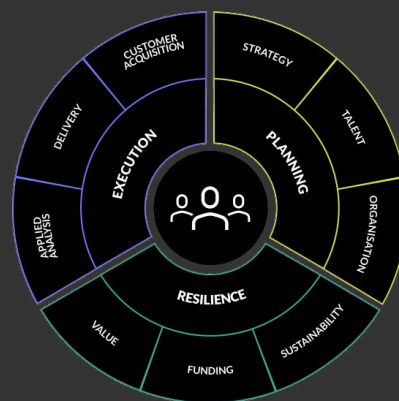 CUSTOMER
ACQUISITION
DELIVERY
APPLIED
ANALYSIS
EXECUTION
STRATEGY
TALENT
ORGANISATION
PLANNING
RESILIENCE
VALUE
FUNDING
SUSTAINABILITY